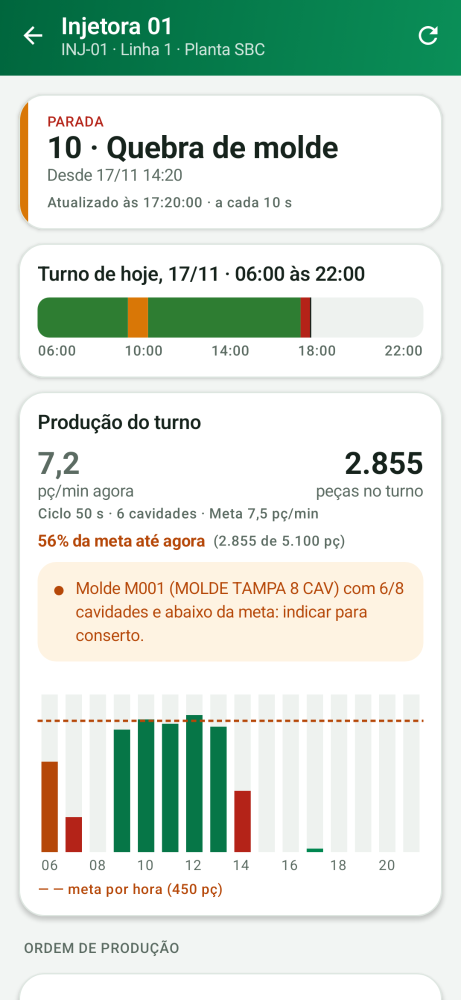 Injetora 01
INJ-01 · Linha 1 · Planta SBC
PARADA
10 · Quebra de molde
Desde 17/11 14:20
Atualizado às 17:20:00 · a cada 10 s
Turno de hoje, 17/11 · 06:00 às 22:00
06:00 10:00 14:00 18:00 22:00
Produção do turno
7,2 2.855
pç/min agora peças no turno
Ciclo 50 s · 6 cavidades · Meta 7,5 pç/min
56% da meta até agora (2.855 de 5.100 pç)
Molde M001 (MOLDE TAMPA 8 CAV) com 6/8
cavidades e abaixo da meta: indicar para
conserto.
06 08 10 12 14 16 18 20
— — meta por hora (450 pç)
ORDEM DE PRODUÇÃO